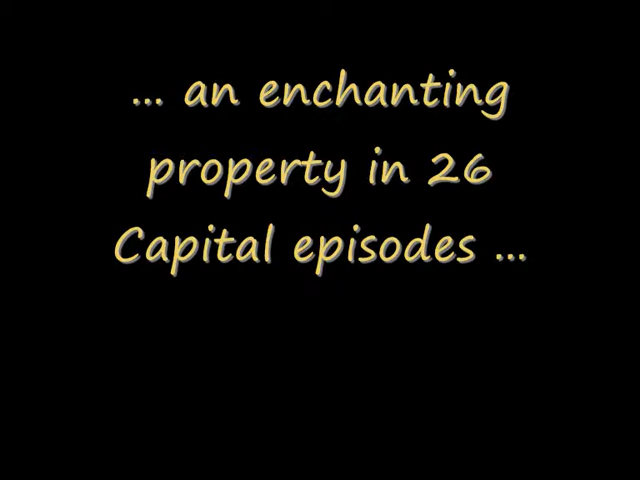 ... an enchanting
property in 26
Capital episodes ...